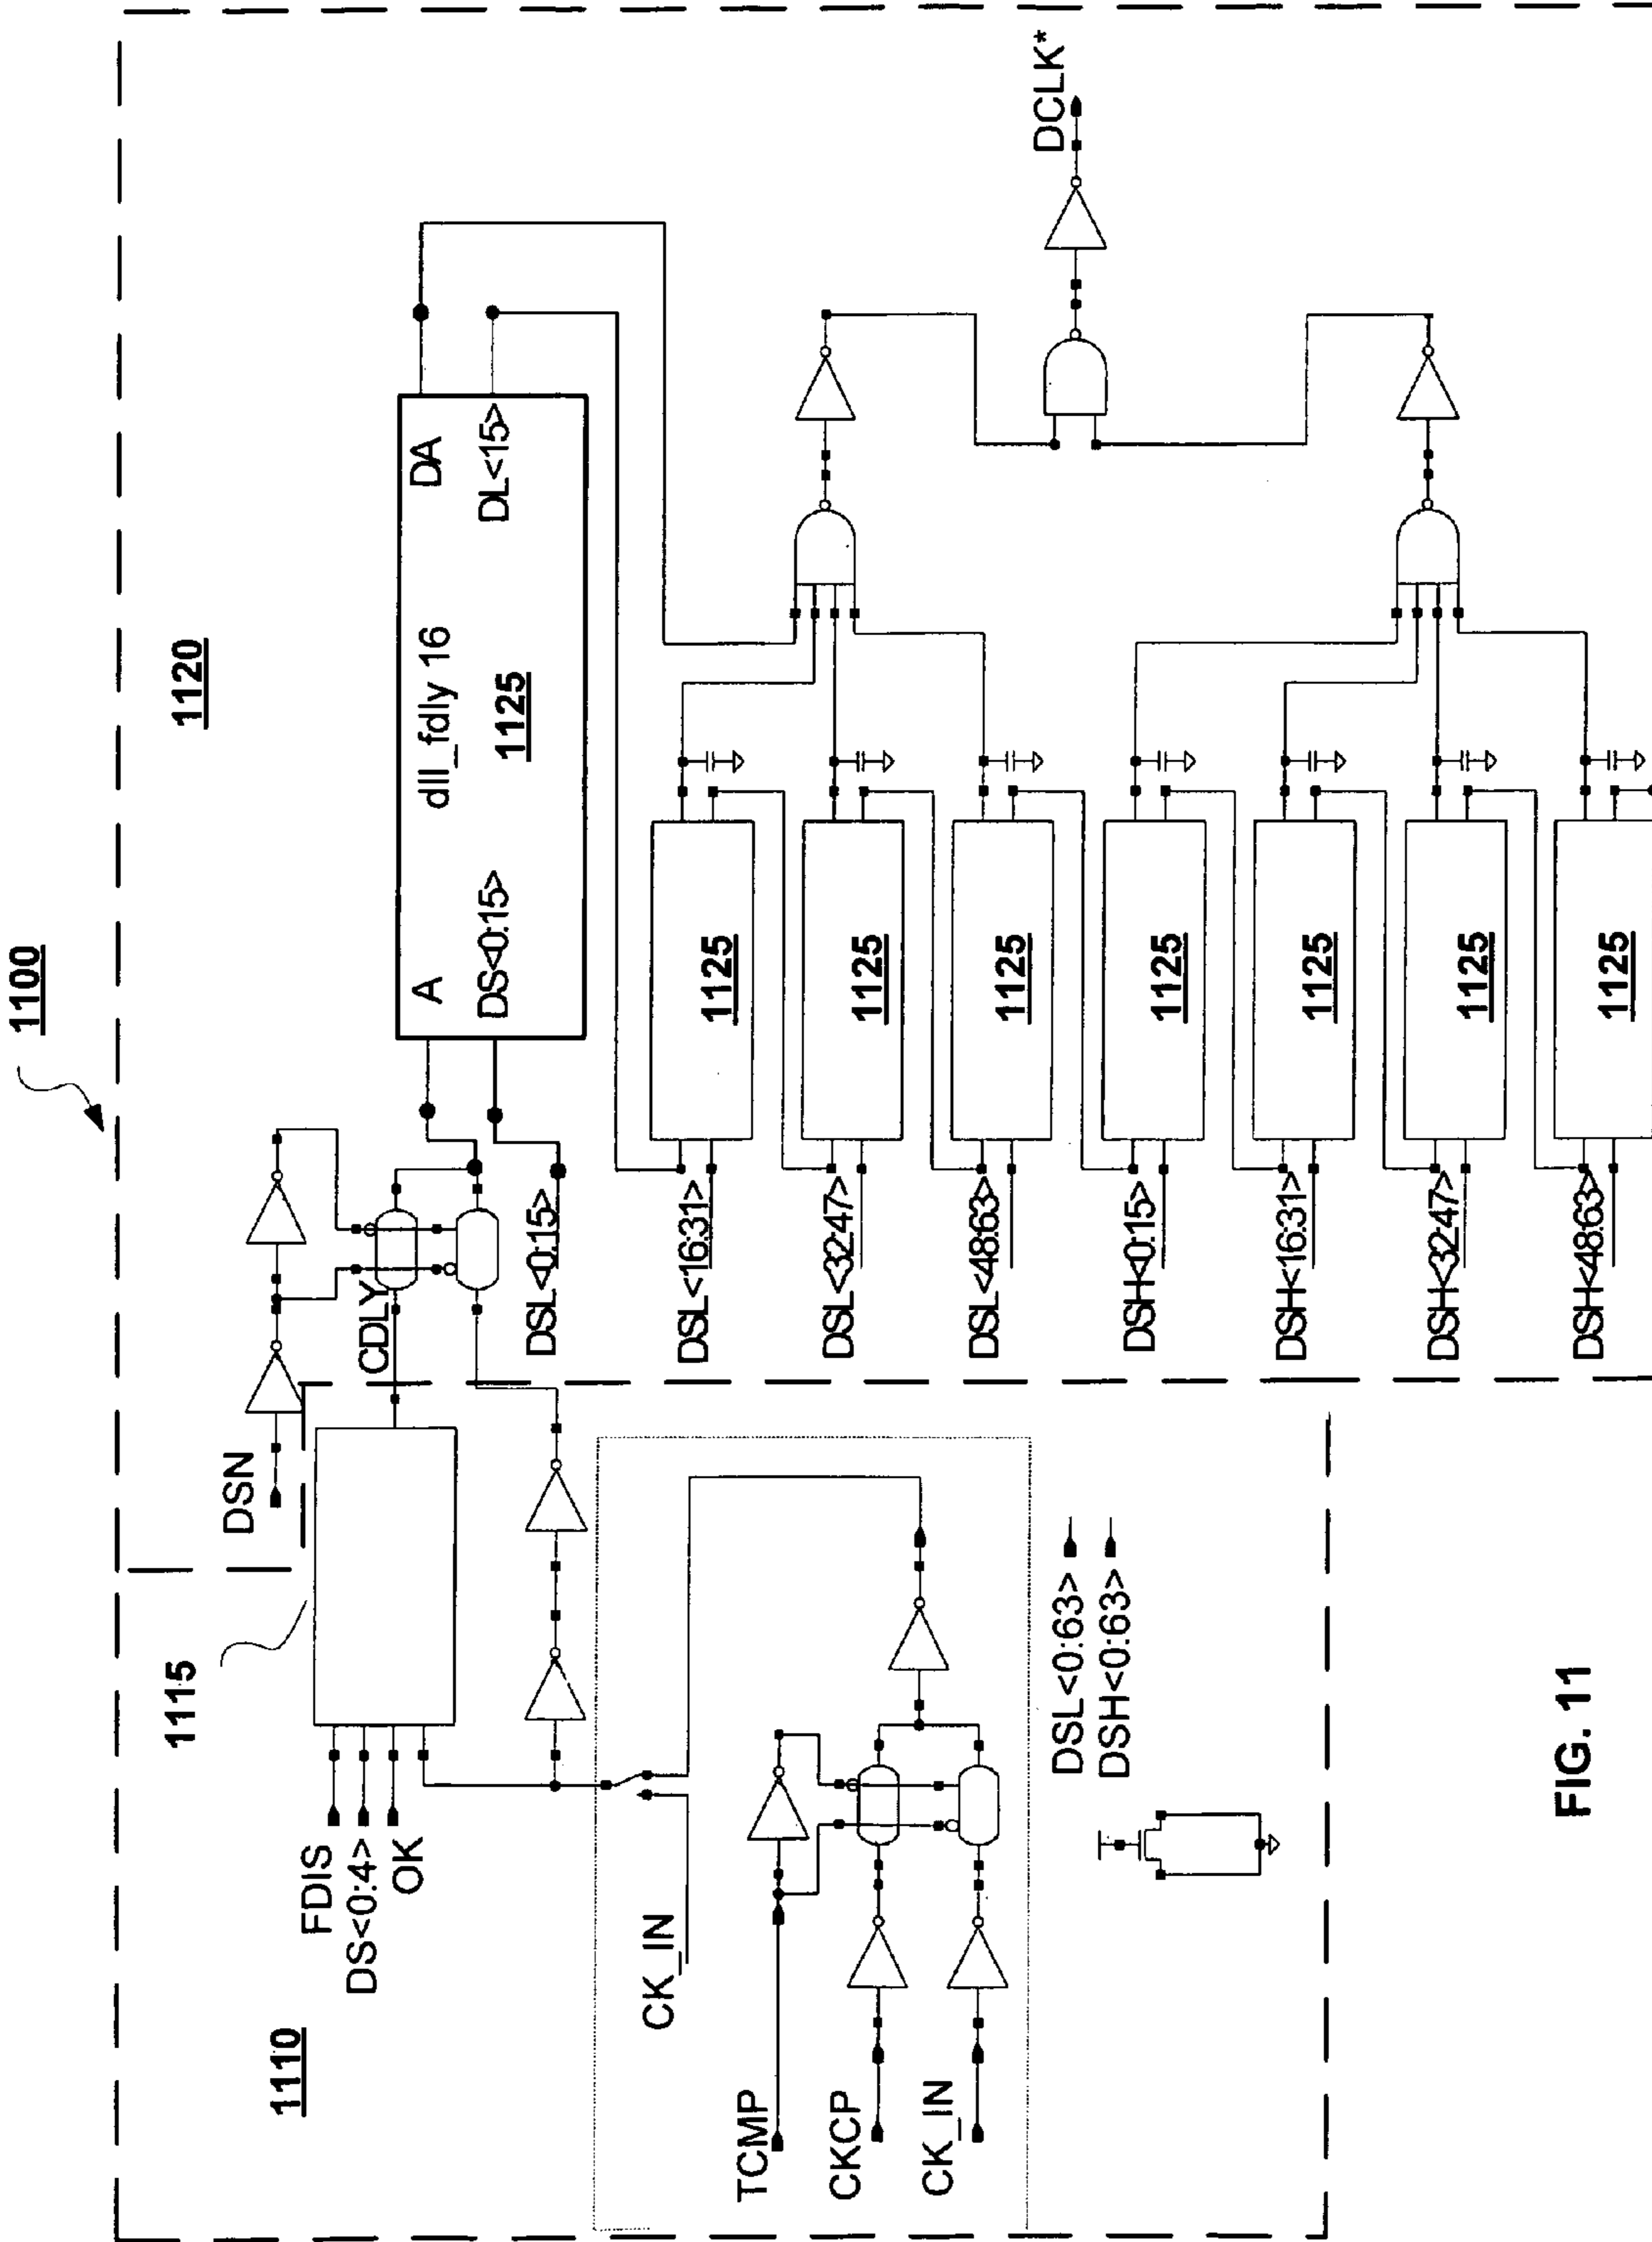 1100
1120
1110
1115
DSN
FDIS
DS<0:4>
OK
CDLY
A
DA
dll_fdly 16
DS<0:15>
1125
DL<15>
DSL<0:15>
DSL<16:31>
1125
DSL<32:47>
1125
DSL<48:63>
1125
DSH<0:15>
1125
DSH<16:31>
1125
DSH<32:47>
1125
DSH<48:63>
1125
DCLK*
CK_IN
TCMP
CKCP
CK_IN
DSL<0:63>
DSH<0:63>
FIG. 11